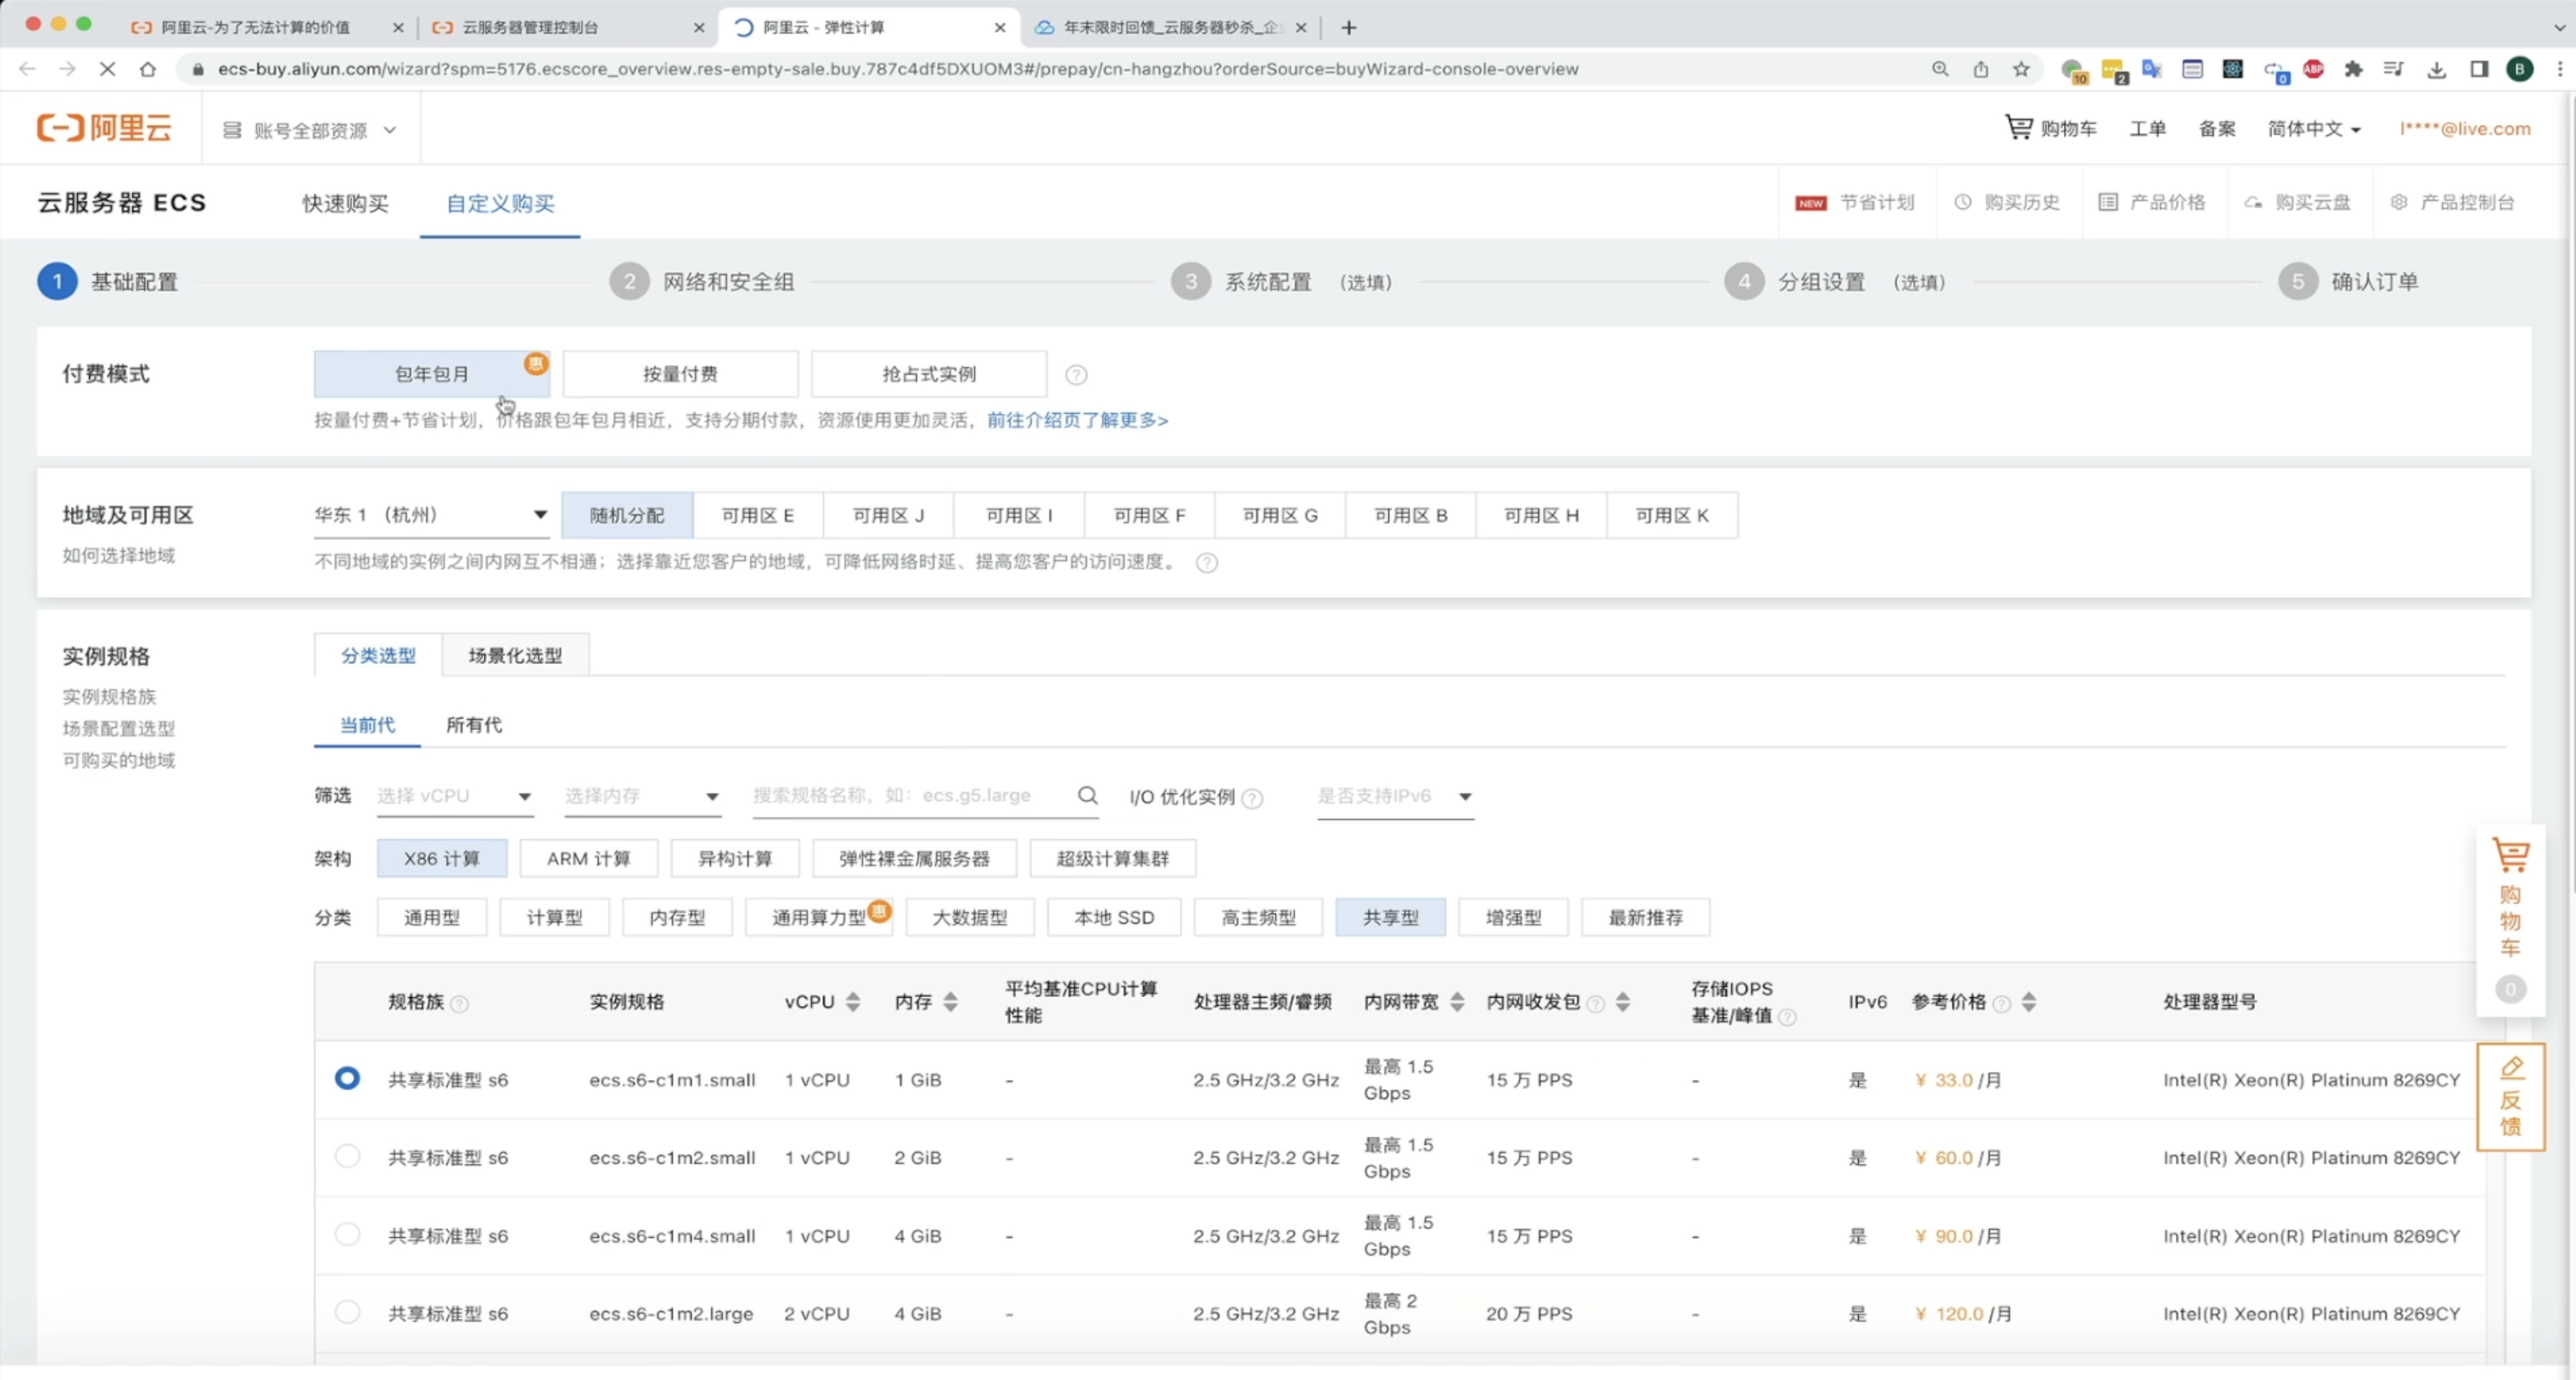 阿里云-为了无法计算的价值
云服务器管理控制台
阿里云 - 弹性计算
年末限时回馈_云服务器秒杀_企
ecs-buy.aliyun.com/wizard?spm=5176.ecscore_overview.res-empty-sale.buy.787c4df5DXUOM3#/prepay/cn-hangzhou?orderSource=buyWizard-console-overview
10
2
0
ABP
B
阿里云
账号全部资源
购物车
工单
备案
简体中文
l****@live.com
云服务器 ECS
快速购买
自定义购买
NEW 节省计划
购买历史
产品价格
购买云盘
产品控制台
1 基础配置
2 网络和安全组
3 系统配置 (选填)
4 分组设置 (选填)
5 确认订单
付费模式
包年包月 惠
按量付费
抢占式实例
按量付费+节省计划，价格跟包年包月相近，支持分期付款，资源使用更加灵活，前往介绍页了解更多>
地域及可用区
如何选择地域
华东 1 （杭州）
随机分配
可用区 E
可用区 J
可用区 I
可用区 F
可用区 G
可用区 B
可用区 H
可用区 K
不同地域的实例之间内网互不相通；选择靠近您客户的地域，可降低网络时延、提高您客户的访问速度。
实例规格
实例规格族
场景配置选型
可购买的地域
分类选型
场景化选型
当前代
所有代
筛选 选择 vCPU 选择内存 搜索规格名称，如：ecs.g5.large I/O 优化实例 是否支持IPv6
架构 X86 计算 ARM 计算 异构计算 弹性裸金属服务器 超级计算集群
分类 通用型 计算型 内存型 通用算力型 惠 大数据型 本地 SSD 高主频型 共享型 增强型 最新推荐
规格族 实例规格 vCPU 内存 平均基准CPU计算性能 处理器主频/睿频 内网带宽 内网收发包 存储IOPS 基准/峰值 IPv6 参考价格 处理器型号
共享标准型 s6 ecs.s6-c1m1.small 1 vCPU 1 GiB - 2.5 GHz/3.2 GHz 最高 1.5 Gbps 15 万 PPS - 是 ¥ 33.0 /月 Intel(R) Xeon(R) Platinum 8269CY
共享标准型 s6 ecs.s6-c1m2.small 1 vCPU 2 GiB - 2.5 GHz/3.2 GHz 最高 1.5 Gbps 15 万 PPS - 是 ¥ 60.0 /月 Intel(R) Xeon(R) Platinum 8269CY
共享标准型 s6 ecs.s6-c1m4.small 1 vCPU 4 GiB - 2.5 GHz/3.2 GHz 最高 1.5 Gbps 15 万 PPS - 是 ¥ 90.0 /月 Intel(R) Xeon(R) Platinum 8269CY
共享标准型 s6 ecs.s6-c1m2.large 2 vCPU 4 GiB - 2.5 GHz/3.2 GHz 最高 2 Gbps 20 万 PPS - 是 ¥ 120.0 /月 Intel(R) Xeon(R) Platinum 8269CY
购物车
0
反馈